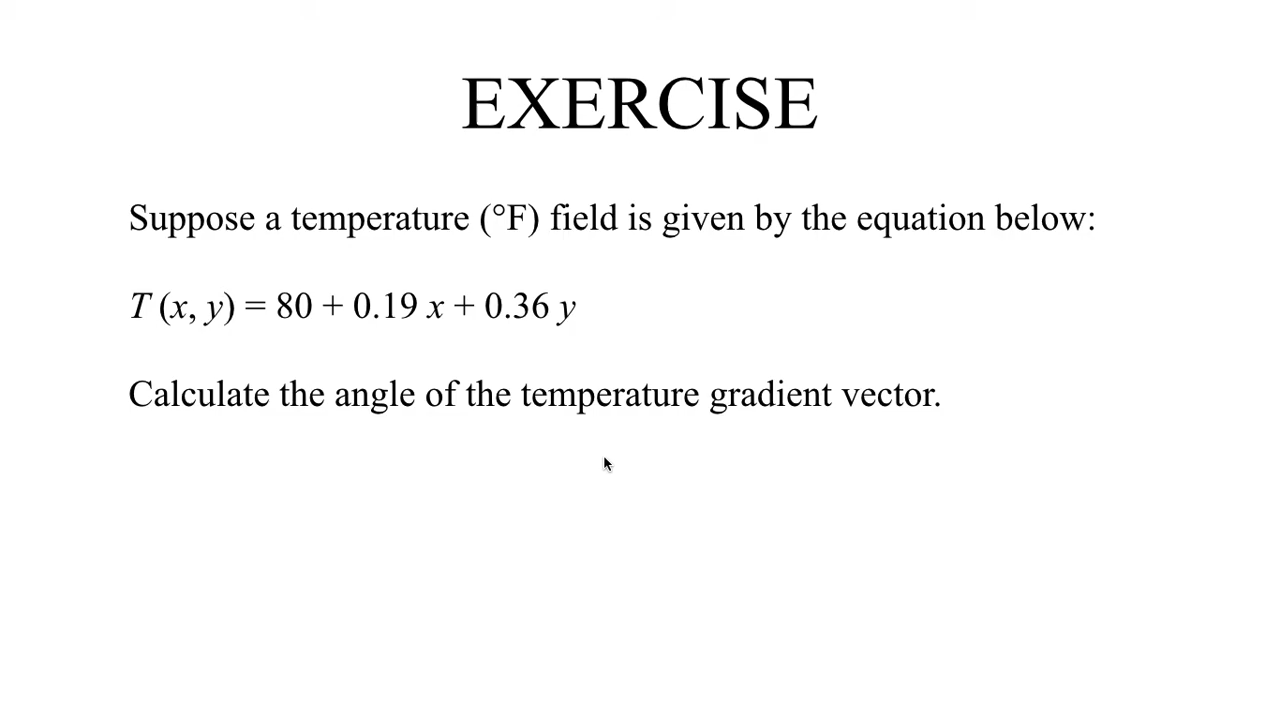 EXERCISE
Suppose a temperature (°F) field is given by the equation below:
T (x, y) = 80 + 0.19 x + 0.36 y
Calculate the angle of the temperature gradient vector.